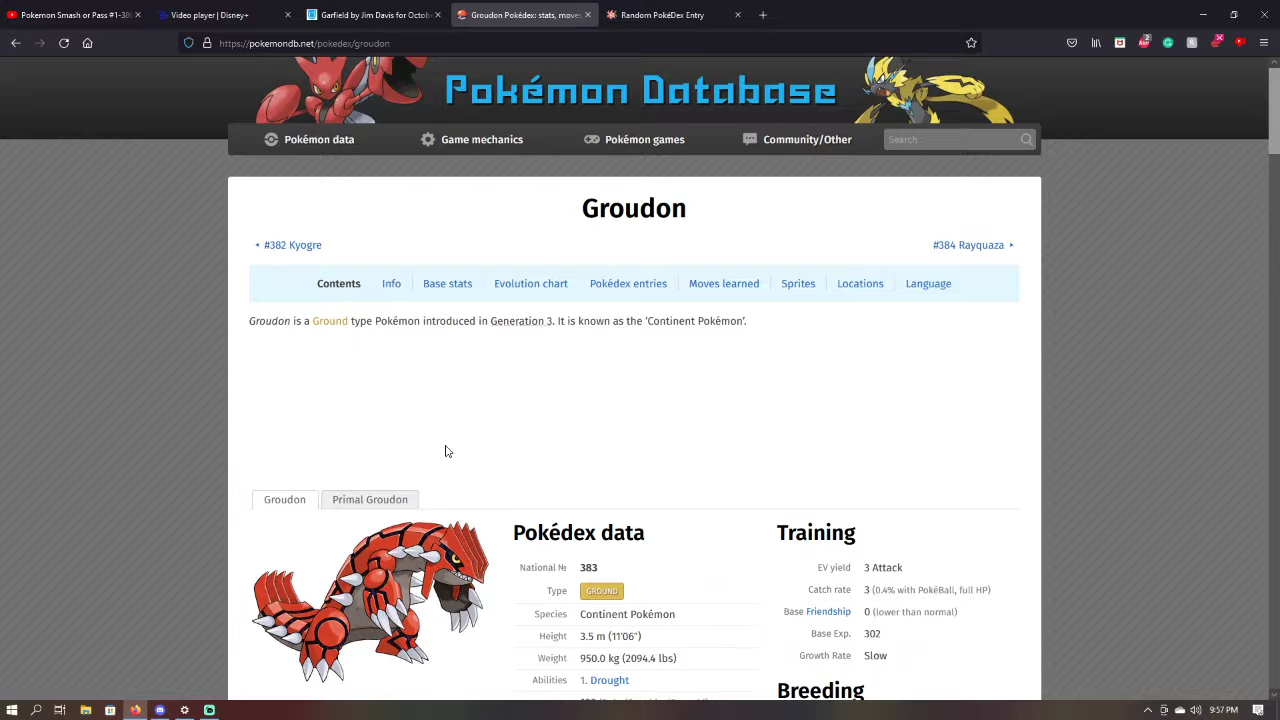 Push to Smash or Pass #1-38
Video player | Disney+
Garfield by Jim Davis for Octob
Groudon Pokédex: stats, moves
Random PokéDex Entry
https://pokemondb.net/pokedex/groudon
Pokémon Database
Pokémon data
Game mechanics
Pokémon games
Community/Other
Search…
Groudon
#382 Kyogre
#384 Rayquaza
Contents Info Base stats Evolution chart Pokédex entries Moves learned Sprites Locations Language
Groudon is a Ground type Pokémon introduced in Generation 3. It is known as the ‘Continent Pokémon’.
Groudon
Primal Groudon
Pokédex data
National № 383
Type GROUND
Species Continent Pokémon
Height 3.5 m (11′06″)
Weight 950.0 kg (2094.4 lbs)
Abilities 1. Drought
Training
EV yield 3 Attack
Catch rate 3 (0.4% with PokéBall, full HP)
Base Friendship 0 (lower than normal)
Base Exp. 302
Growth Rate Slow
Breeding
9:57 PM